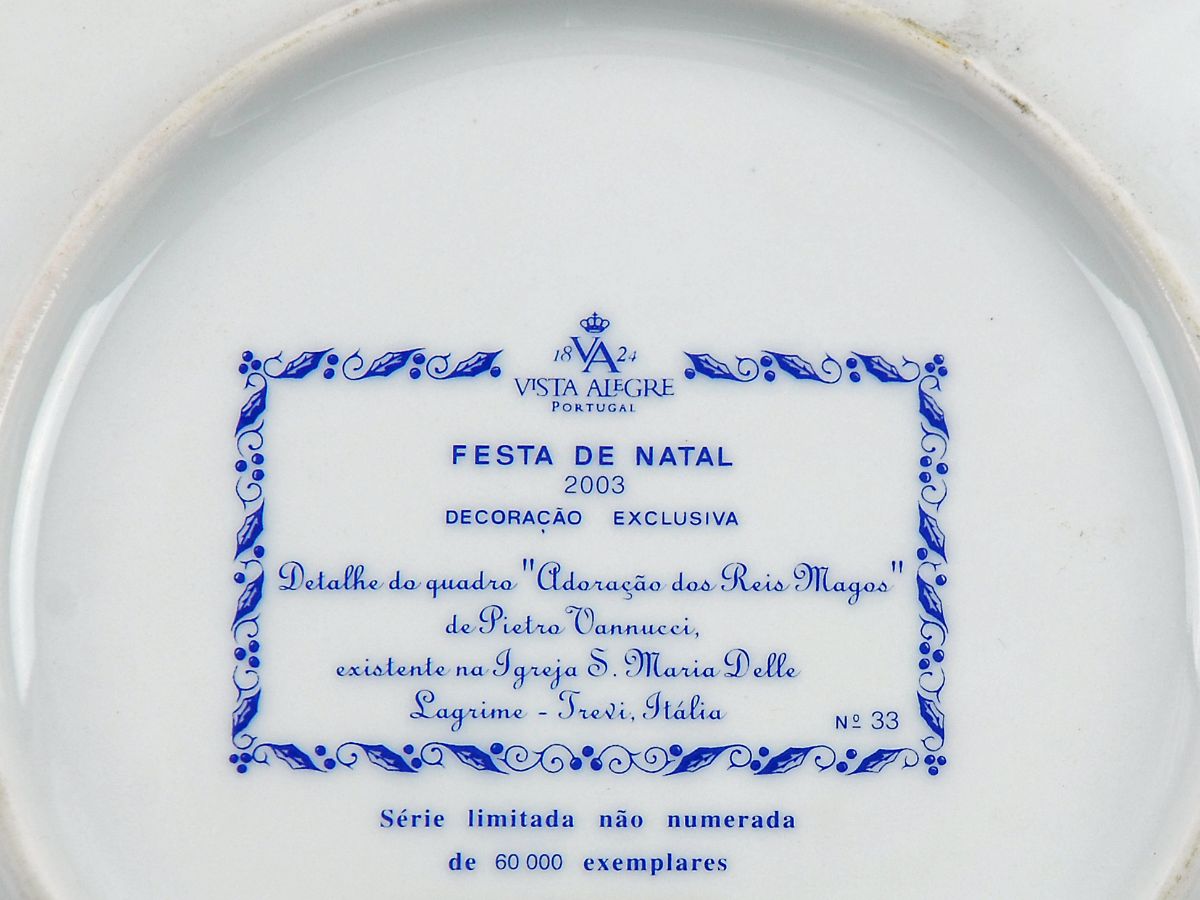 18 VA 24
VISTA ALEGRE
PORTUGAL
FESTA DE NATAL
2003
DECORAÇÃO EXCLUSIVA
Detalhe do quadro "Adoração dos Reis Magos"
de Pietro Vannucci,
existente na Igreja S. Maria Delle
Lagrime - Trevi, Itália
Nº 33
Série limitada não numerada
de 60 000 exemplares